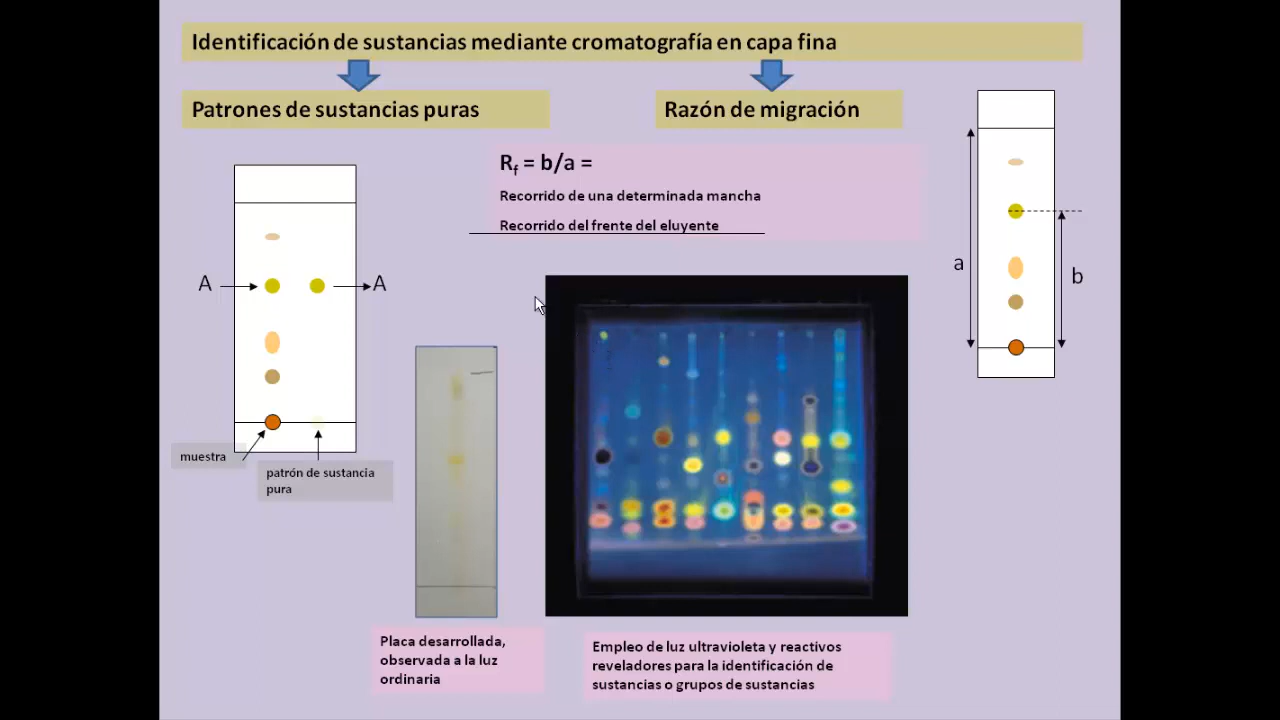 Identificación de sustancias mediante cromatografía en capa fina
Patrones de sustancias puras
Razón de migración
Rf = b/a =
Recorrido de una determinada mancha
Recorrido del frente del eluyente
A
A
a
b
muestra
patrón de sustancia
pura
Placa desarrollada,
observada a la luz
ordinaria
Empleo de luz ultravioleta y reactivos
reveladores para la identificación de
sustancias o grupos de sustancias